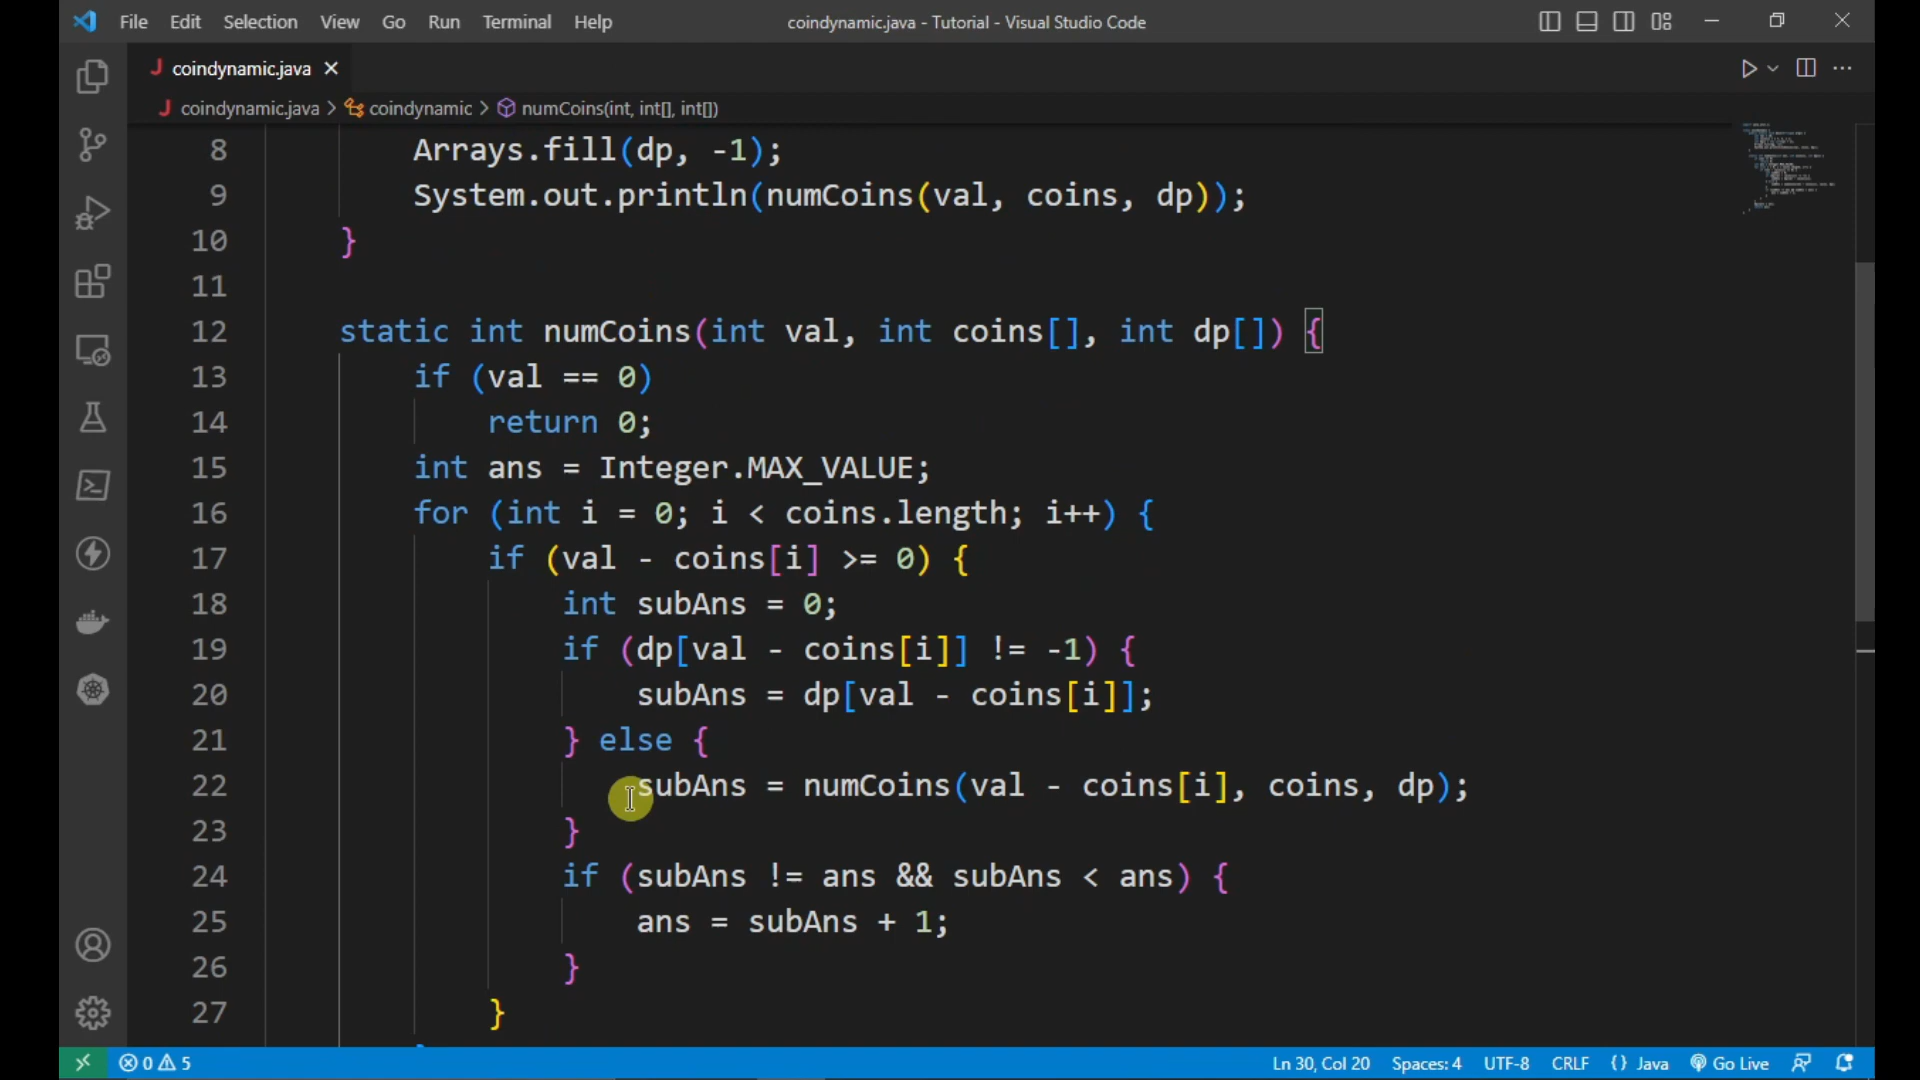 File Edit Selection View Go Run Terminal Help coindynamic.java - Tutorial - Visual Studio Code
J coindynamic.java ✕
J coindynamic.java > coindynamic > numCoins(int, int[], int[])
8 Arrays.fill(dp, -1);
9 System.out.println(numCoins(val, coins, dp));
10 }
11
12 static int numCoins(int val, int coins[], int dp[]) {
13 if (val == 0)
14 return 0;
15 int ans = Integer.MAX_VALUE;
16 for (int i = 0; i < coins.length; i++) {
17 if (val - coins[i] >= 0) {
18 int subAns = 0;
19 if (dp[val - coins[i]] != -1) {
20 subAns = dp[val - coins[i]];
21 } else {
22 subAns = numCoins(val - coins[i], coins, dp);
23 }
24 if (subAns != ans && subAns < ans) {
25 ans = subAns + 1;
26 }
27 }
0 5 Ln 30, Col 20 Spaces: 4 UTF-8 CRLF {} Java Go Live